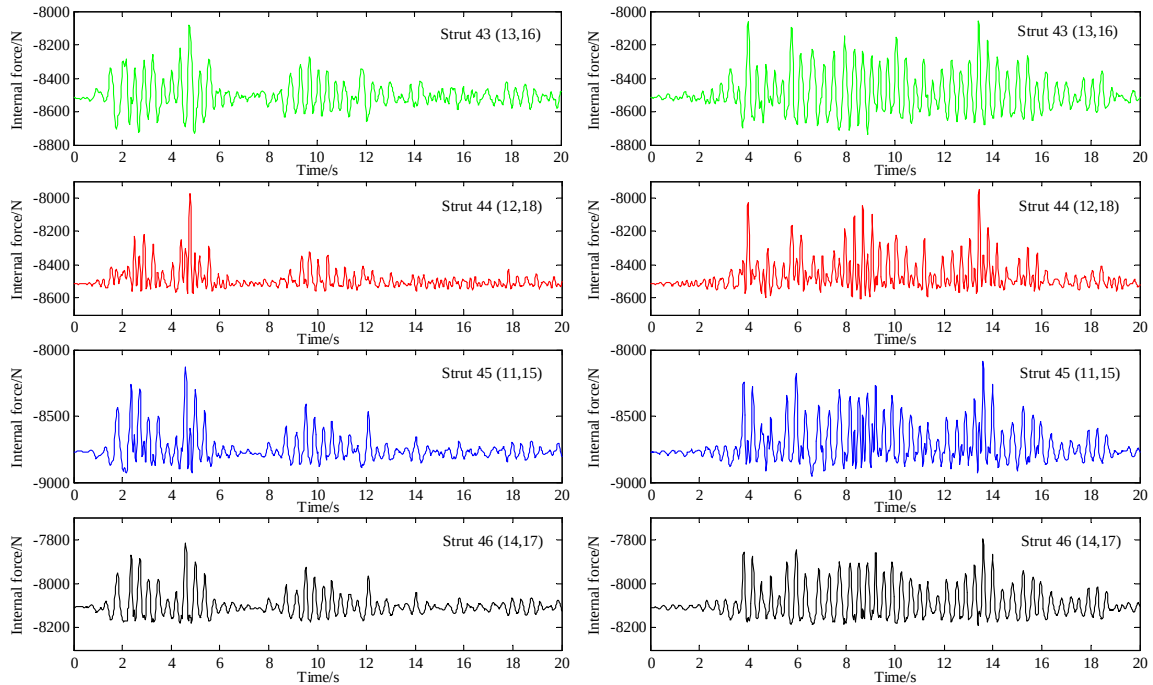 -8000
-8200
-8400
-8600
-8800
Internal force/N
Strut 43 (13,16)
0 2 4 6 8 10 12 14 16 18 20
Time/s
-8000
-8200
-8400
-8600
-8800
Internal force/N
Strut 43 (13,16)
0 2 4 6 8 10 12 14 16 18 20
Time/s
-8000
-8200
-8400
-8600
Internal force/N
Strut 44 (12,18)
0 2 4 6 8 10 12 14 16 18 20
Time/s
-8000
-8200
-8400
-8600
Internal force/N
Strut 44 (12,18)
0 2 4 6 8 10 12 14 16 18 20
Time/s
-8000
-8500
-9000
Internal force/N
Strut 45 (11,15)
0 2 4 6 8 10 12 14 16 18 20
Time/s
-8000
-8500
-9000
Internal force/N
Strut 45 (11,15)
0 2 4 6 8 10 12 14 16 18 20
Time/s
-7800
-8000
-8200
Internal force/N
Strut 46 (14,17)
0 2 4 6 8 10 12 14 16 18 20
Time/s
-7800
-8000
-8200
Internal force/N
Strut 46 (14,17)
0 2 4 6 8 10 12 14 16 18 20
Time/s